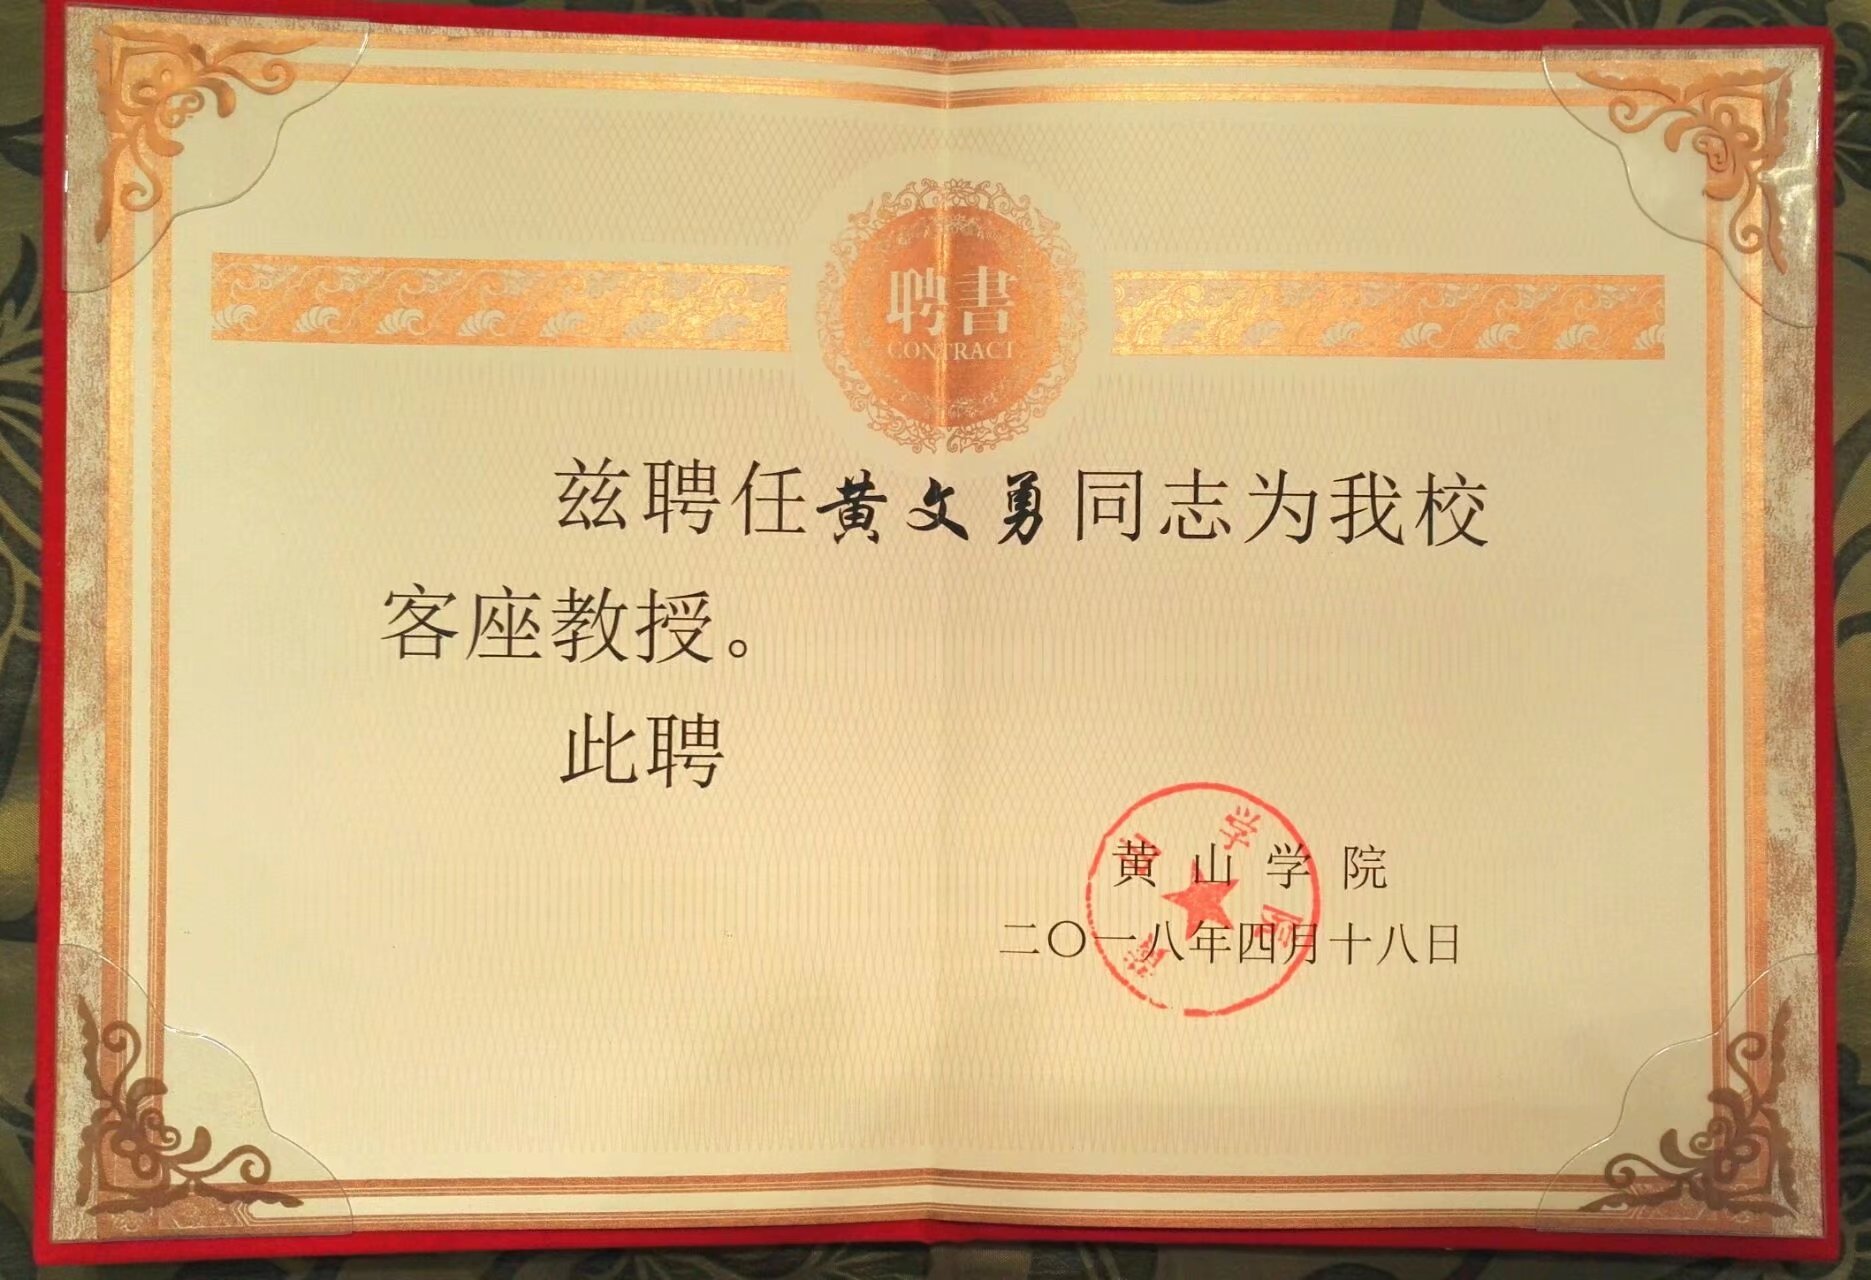 聘書
CONTRACT
兹聘任黄文勇同志为我校
客座教授。
此聘
黄山学院
二〇一八年四月十八日